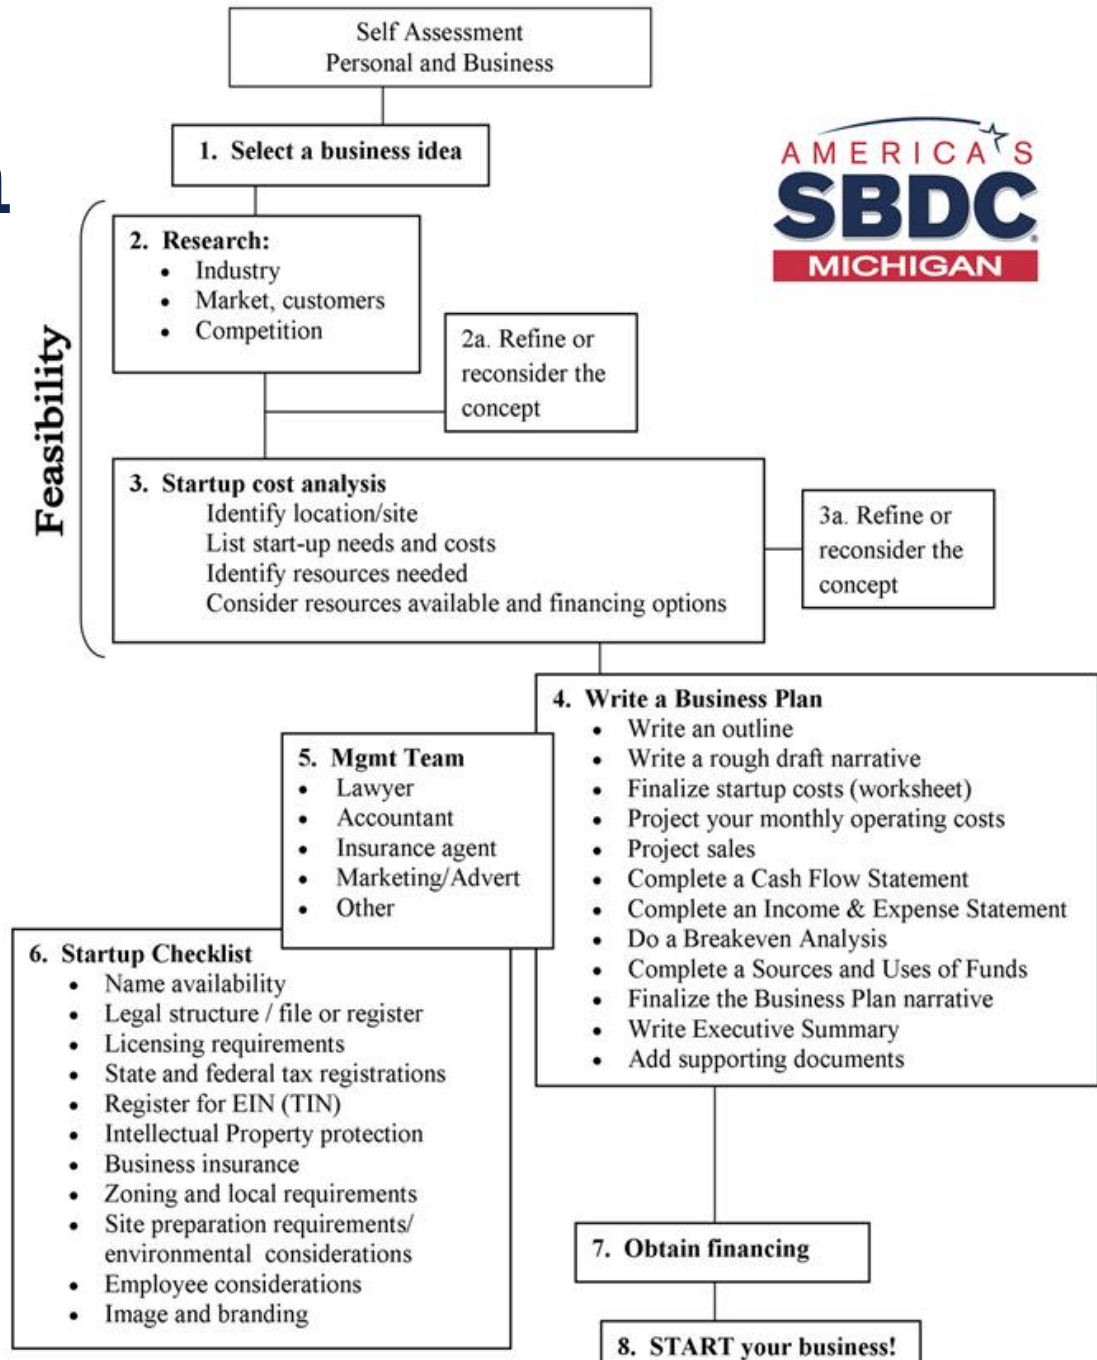 Self Assessment
Personal and Business
1. Select a business idea
AMERICA'S
SBDC®
MICHIGAN
Feasibility
2. Research:
• Industry
• Market, customers
• Competition
2a. Refine or
reconsider the
concept
3. Startup cost analysis
Identify location/site
List start-up needs and costs
Identify resources needed
Consider resources available and financing options
3a. Refine or
reconsider the
concept
4. Write a Business Plan
• Write an outline
• Write a rough draft narrative
• Finalize startup costs (worksheet)
• Project your monthly operating costs
• Project sales
• Complete a Cash Flow Statement
• Complete an Income & Expense Statement
• Do a Breakeven Analysis
• Complete a Sources and Uses of Funds
• Finalize the Business Plan narrative
• Write Executive Summary
• Add supporting documents
5. Mgmt Team
• Lawyer
• Accountant
• Insurance agent
• Marketing/Advert
• Other
6. Startup Checklist
• Name availability
• Legal structure / file or register
• Licensing requirements
• State and federal tax registrations
• Register for EIN (TIN)
• Intellectual Property protection
• Business insurance
• Zoning and local requirements
• Site preparation requirements/
environmental considerations
• Employee considerations
• Image and branding
7. Obtain financing
8. START your business!